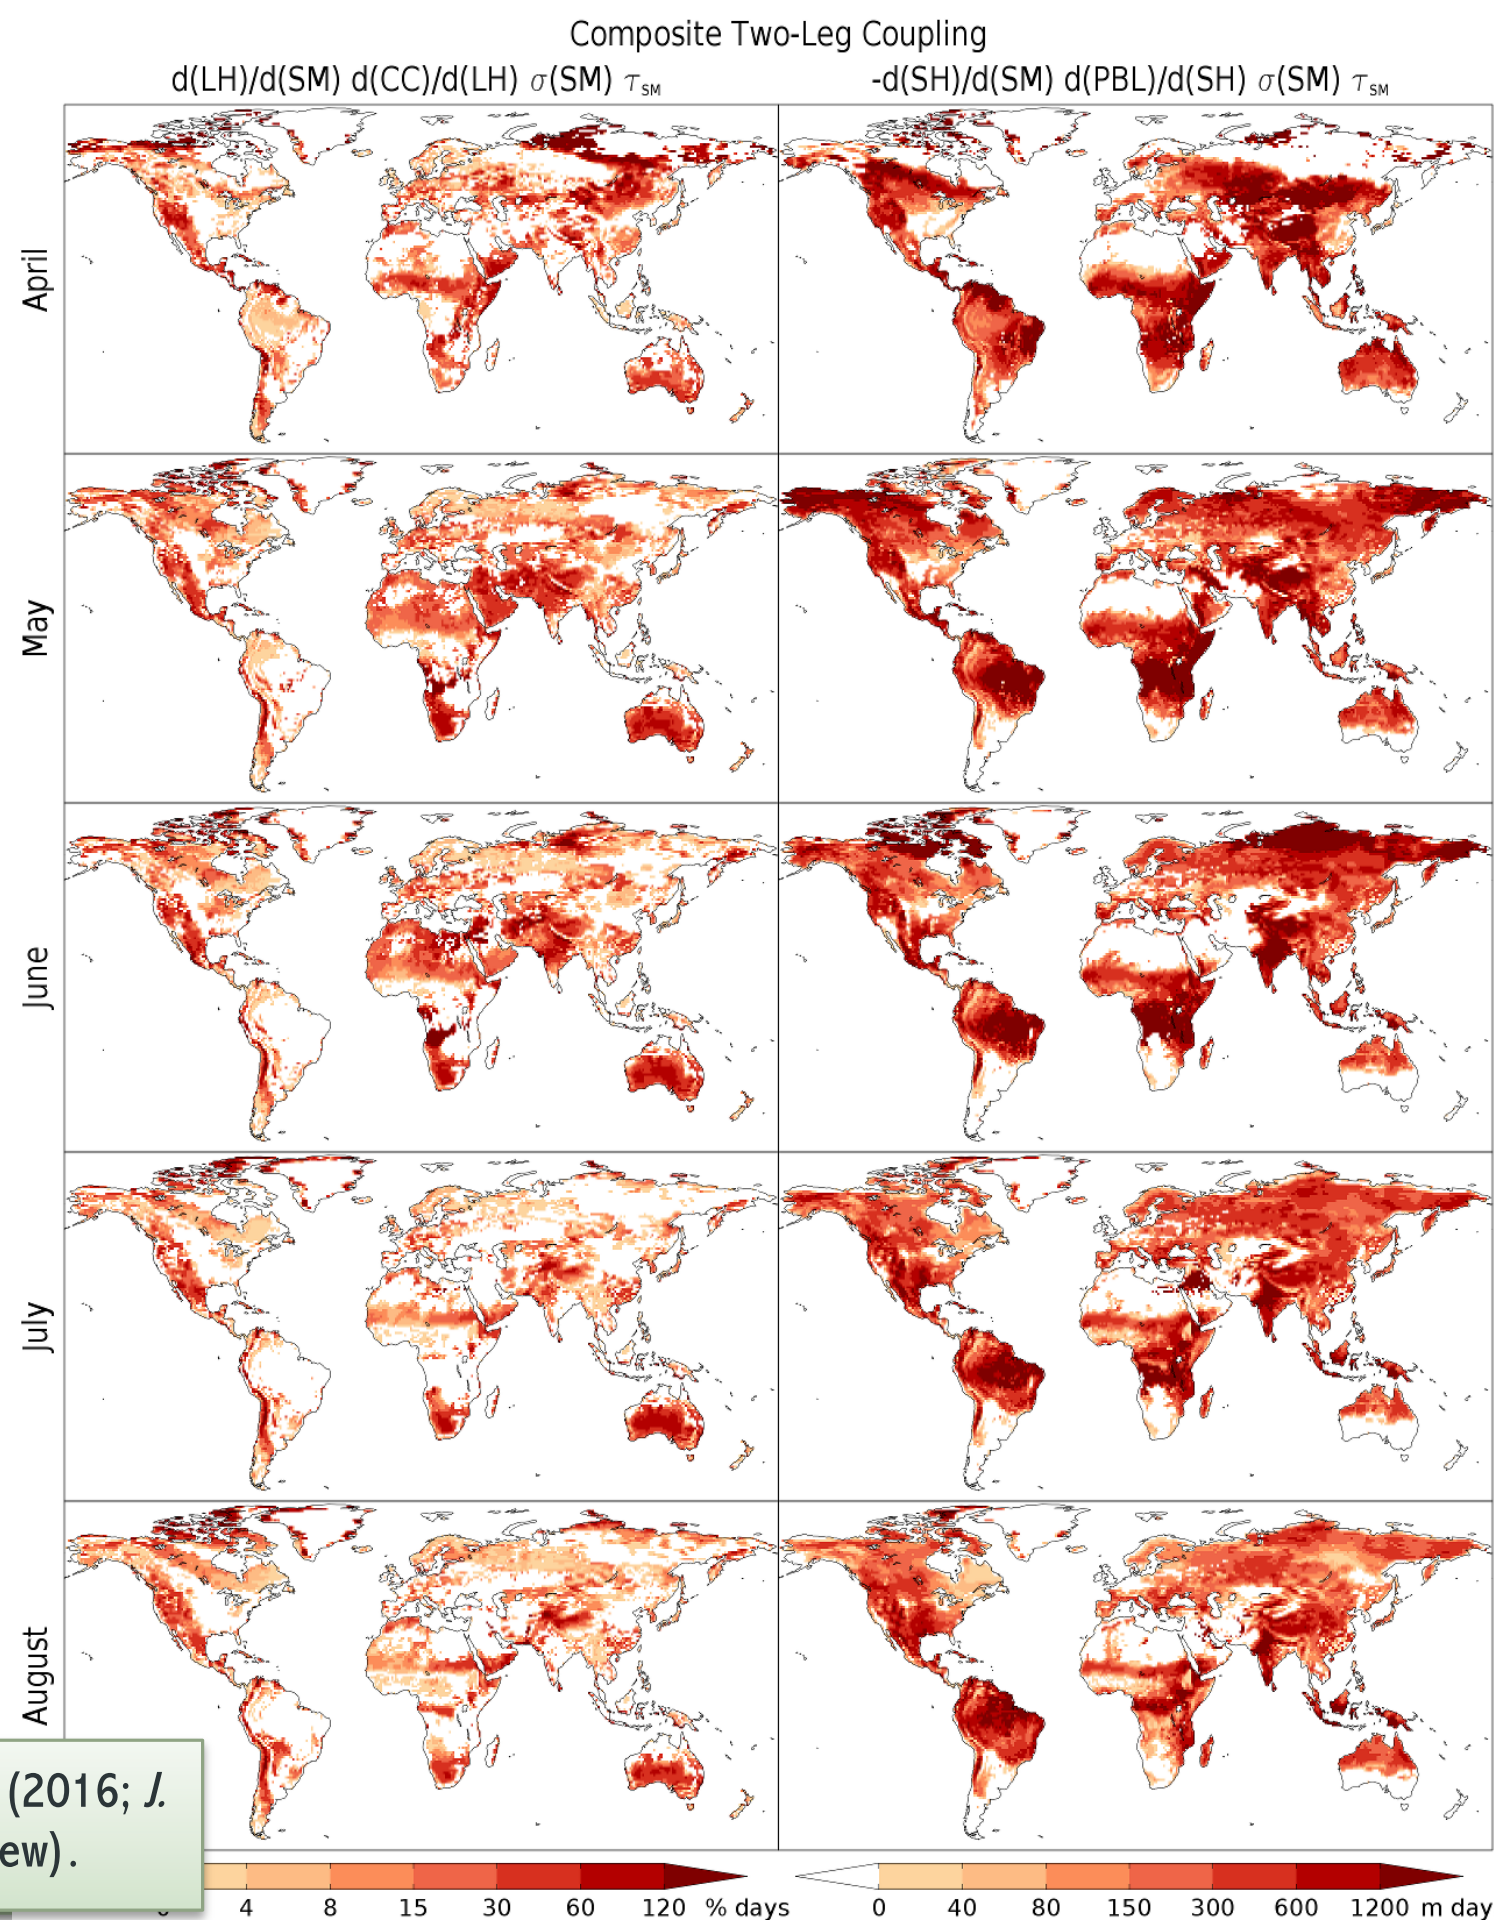 Composite Two-Leg Coupling
d(LH)/d(SM) d(CC)/d(LH) σ(SM) τSM
-d(SH)/d(SM) d(PBL)/d(SH) σ(SM) τSM
April
May
June
July
August
(2016; J.
ew).
4 8 15 30 60 120 % days
0 40 80 150 300 600 1200 m day